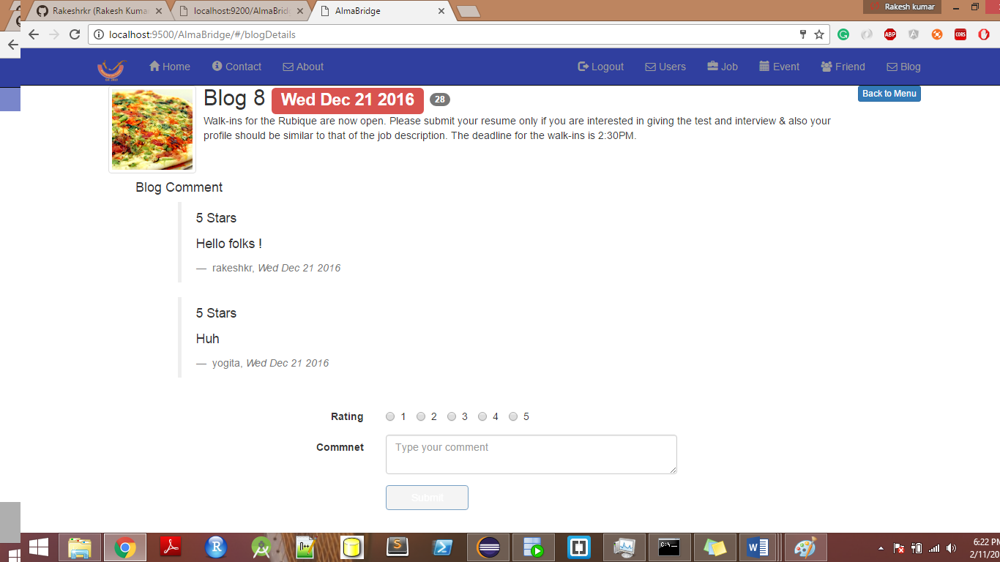 Rakesh kumar
Rakeshrkr (Rakesh Kuma
localhost:9200/AlmaBridg
AlmaBridge
localhost:9500/AlmaBridge/#/blogDetails
ABP
CORS
Home Contact About Logout Users Job Event Friend Blog
Blog 8 Wed Dec 21 2016 28
Back to Menu
Walk-ins for the Rubique are now open. Please submit your resume only if you are interested in giving the test and interview & also your
profile should be similar to that of the job description. The deadline for the walk-ins is 2:30PM.
Blog Comment
5 Stars
Hello folks !
— rakeshkr, Wed Dec 21 2016
5 Stars
Huh
— yogita, Wed Dec 21 2016
Rating 1 2 3 4 5
Commnet Type your comment
Submit
6:22 PM
2/11/20